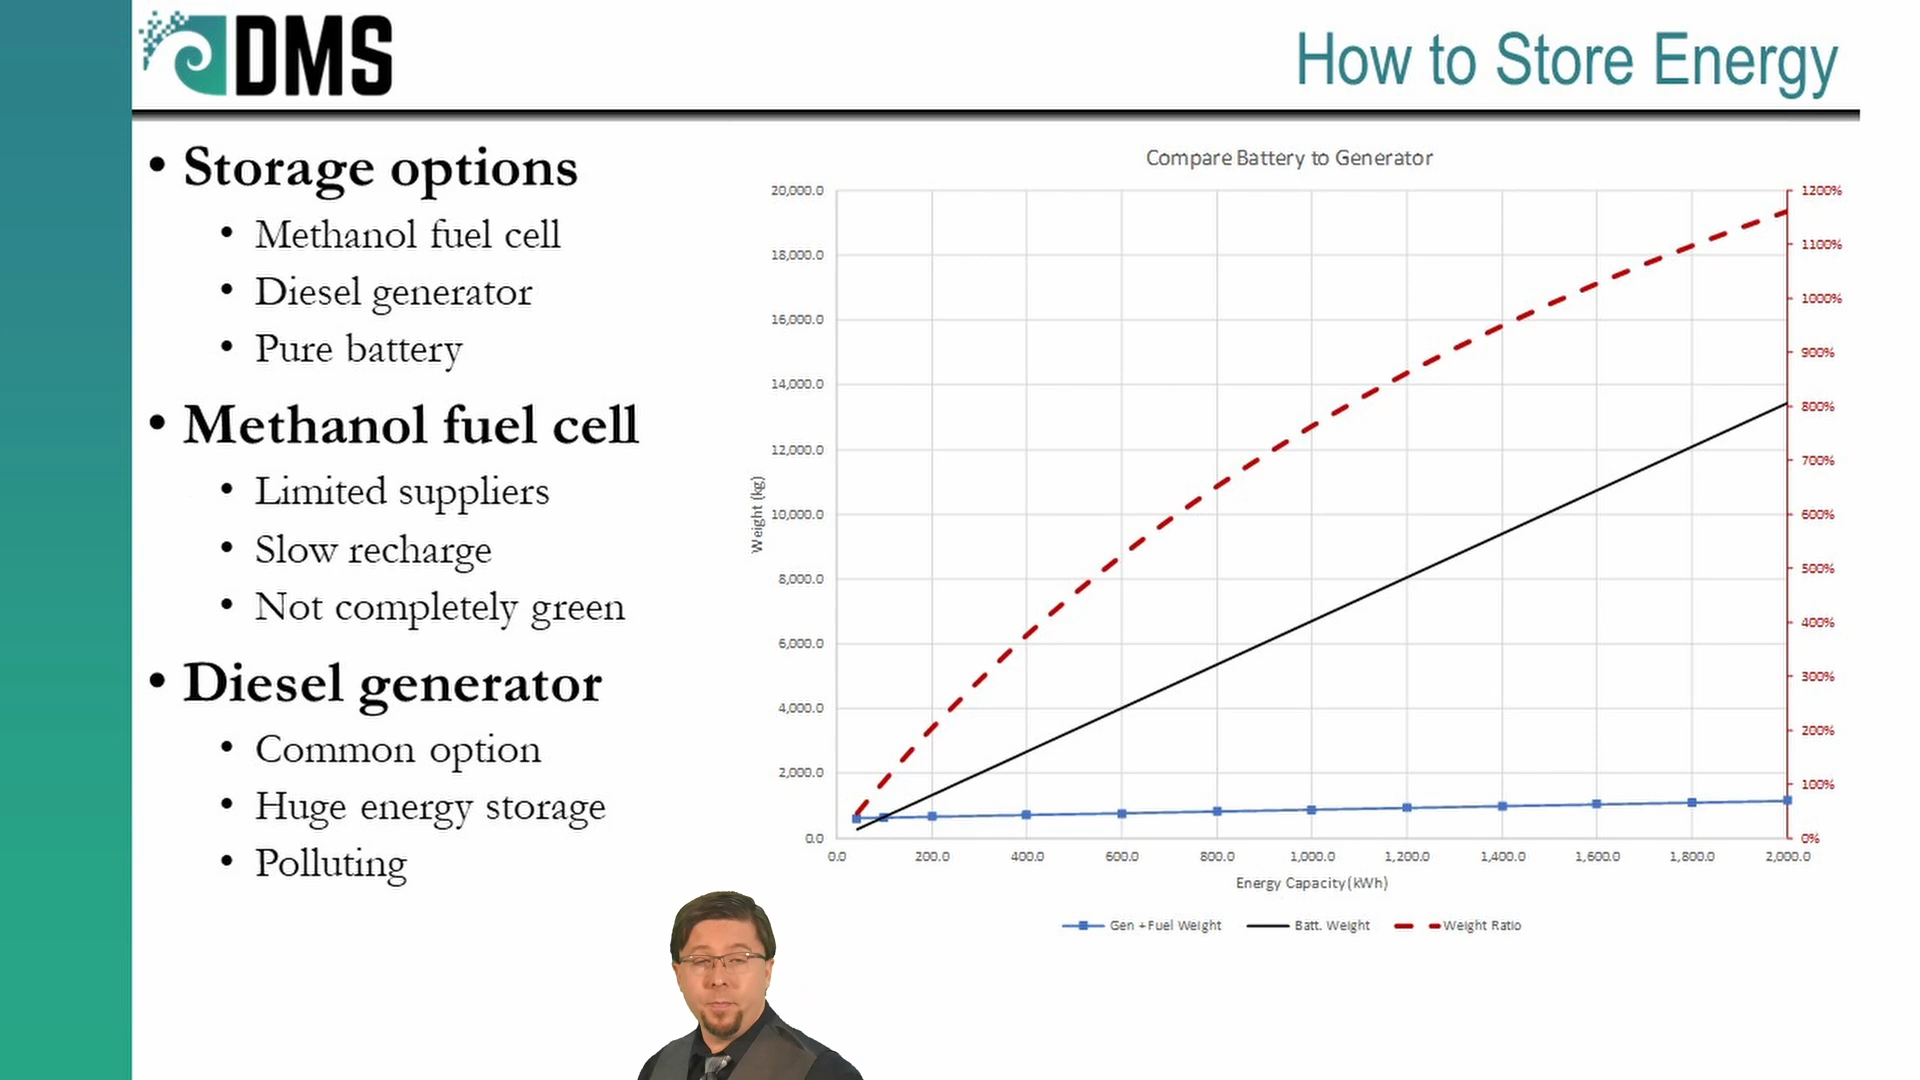 DMS
How to Store Energy
• Storage options
• Methanol fuel cell
• Diesel generator
• Pure battery
• Methanol fuel cell
• Limited suppliers
• Slow recharge
• Not completely green
• Diesel generator
• Common option
• Huge energy storage
• Polluting
Compare Battery to Generator
20,000.0
18,000.0
16,000.0
14,000.0
12,000.0
10,000.0
8,000.0
6,000.0
4,000.0
2,000.0
0.0
Weight (kg)
1200%
1100%
1000%
900%
800%
700%
600%
500%
400%
300%
200%
100%
0%
0.0 200.0 400.0 600.0 800.0 1,000.0 1,200.0 1,400.0 1,600.0 1,800.0 2,000.0
Energy Capacity (kWh)
Gen + Fuel Weight Batt. Weight Weight Ratio